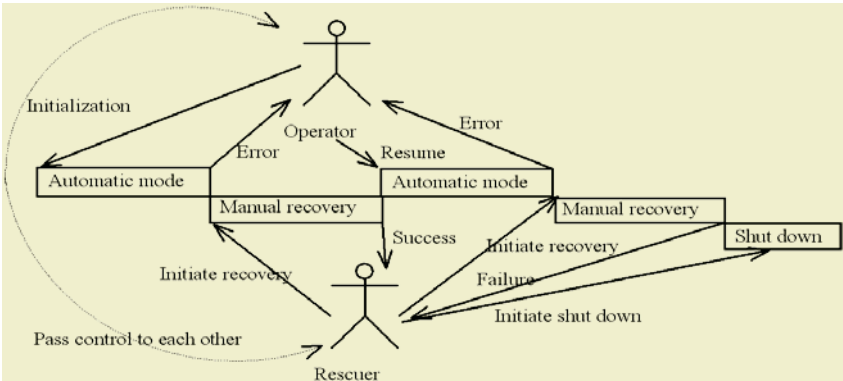 Initialization
Error
Operator
Error
Resume
Automatic mode
Automatic mode
Manual recovery
Manual recovery
Success
Initiate recovery
Shut down
Initiate recovery
Failure
Initiate shut down
Pass control to each other
Rescuer